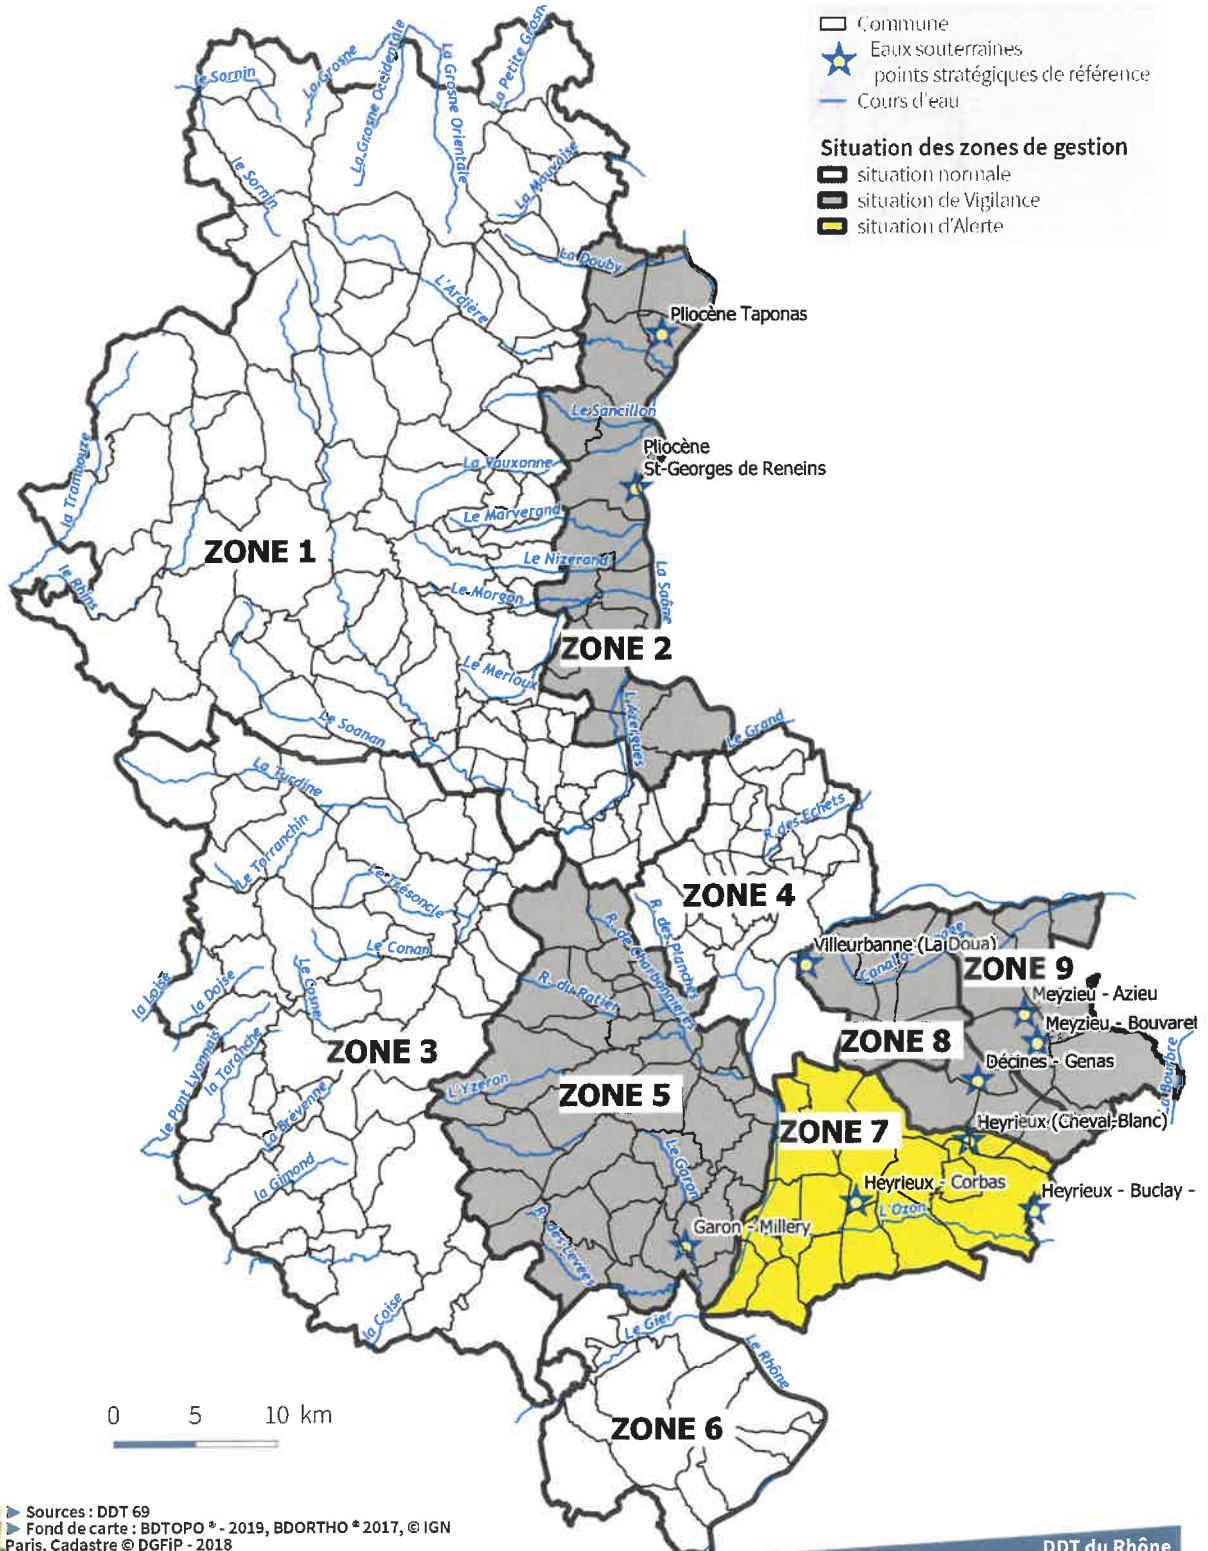 Commune
Eaux souterraines
points stratégiques de référence
Cours d'eau
Situation des zones de gestion
situation normale
situation de Vigilance
situation d'Alerte
le Sornin
La Grosne
La Grosne Occidentale
La Grosne Orientale
La Petite Grosn
le Sornin
La Mauvaise
La Douby
L'Ardière
Pliocène Taponas
Le Sancillon
Pliocène
St-Georges de Reneins
La Vauxonne
la Trambouze
Le Marverand
ZONE 1
Le Nizerand
le Rhins
Le Morgon
La Saône
ZONE 2
Le Merloux
L'Azergues
Le Soanan
Le Grand
La Turdine
R des Echets
Le Torranchin
Le Trésoncle
ZONE 4
R. de Charbonnières
R. des Planches
Le Conan
Villeurbanne (La Doua)
ZONE 9
la Loise
la Doise
Le Cosne
R. du Ratier
Meyzieu - Azieu
Meyzieu - Bouvaret
le Pont Lyonnais
la Taranche
ZONE 3
ZONE 8
Décines - Genas
La Bourbre
L'Yzeron
ZONE 5
La Brévenne
ZONE 7
Heyrieux (Cheval-Blanc)
la Gimond
Le Garon
Heyrieux - Corbas
Heyrieux - Buclay -
L'Ozon
R. des Levées
Garon - Millery
la Coise
Le Gier
Le Rhône
0 5 10 km
ZONE 6
Sources : DDT 69
Fond de carte : BDTOPO ® - 2019, BDORTHO ® 2017, © IGN
Paris, Cadastre © DGFiP - 2018
DDT du Rhône